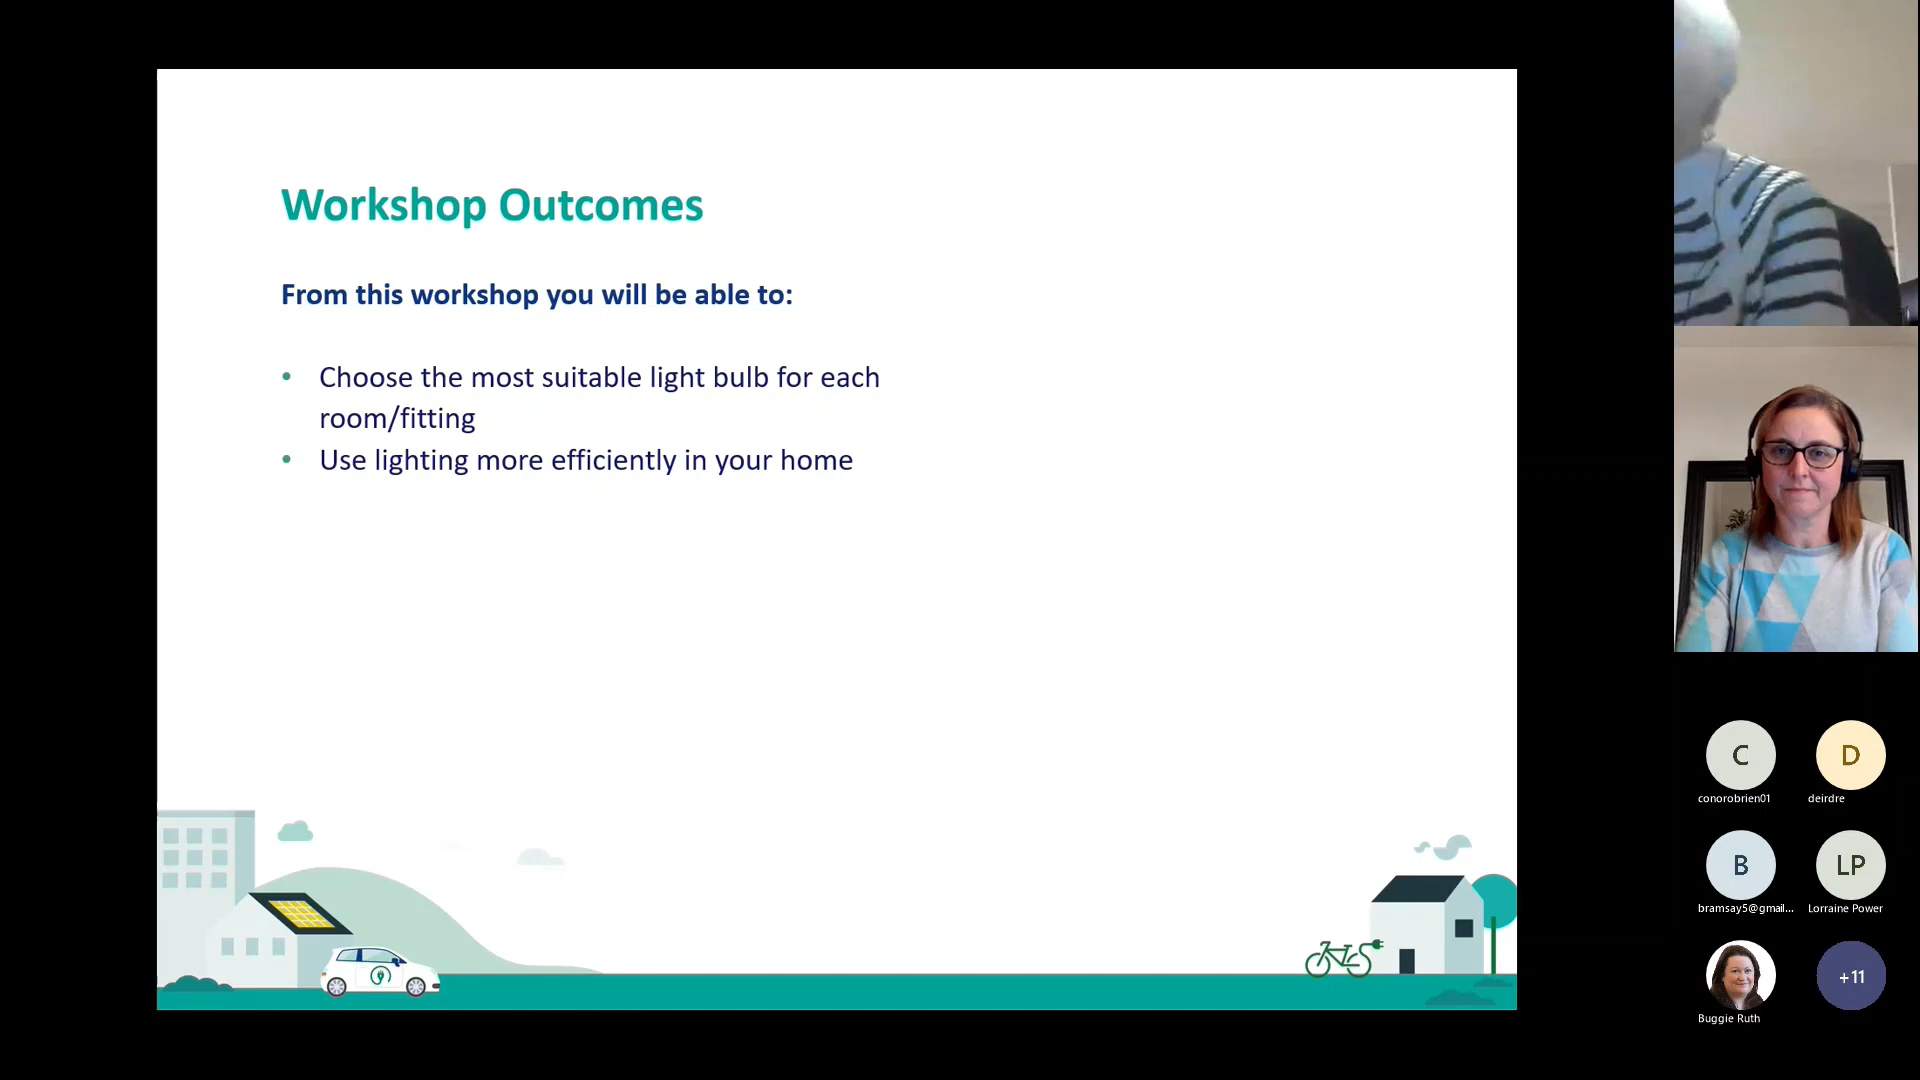 Workshop Outcomes
From this workshop you will be able to:
• Choose the most suitable light bulb for each
room/fitting
• Use lighting more efficiently in your home
C
D
conorobrien01
deirdre
B
LP
bramsay5@gmail...
Lorraine Power
+11
Buggie Ruth